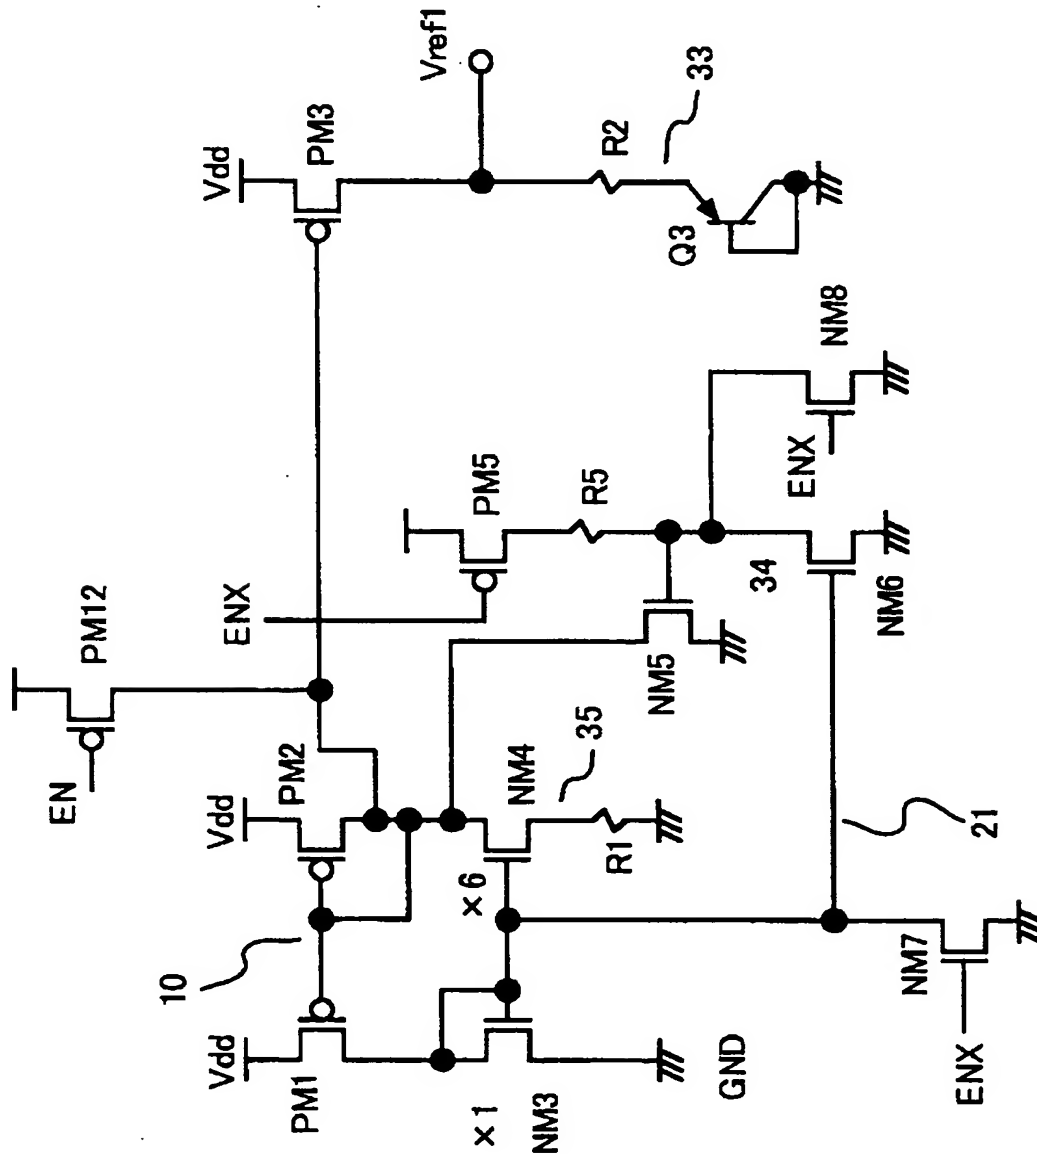 EN
PM12
Vdd
PM1
10
×1
NM3
GND
Vdd
PM2
×6
NM4
R1
35
ENX
PM5
R5
NM5
34
NM6
ENX
NM8
ENX
NM7
21
Vdd
PM3
Vref1
R2
33
Q3